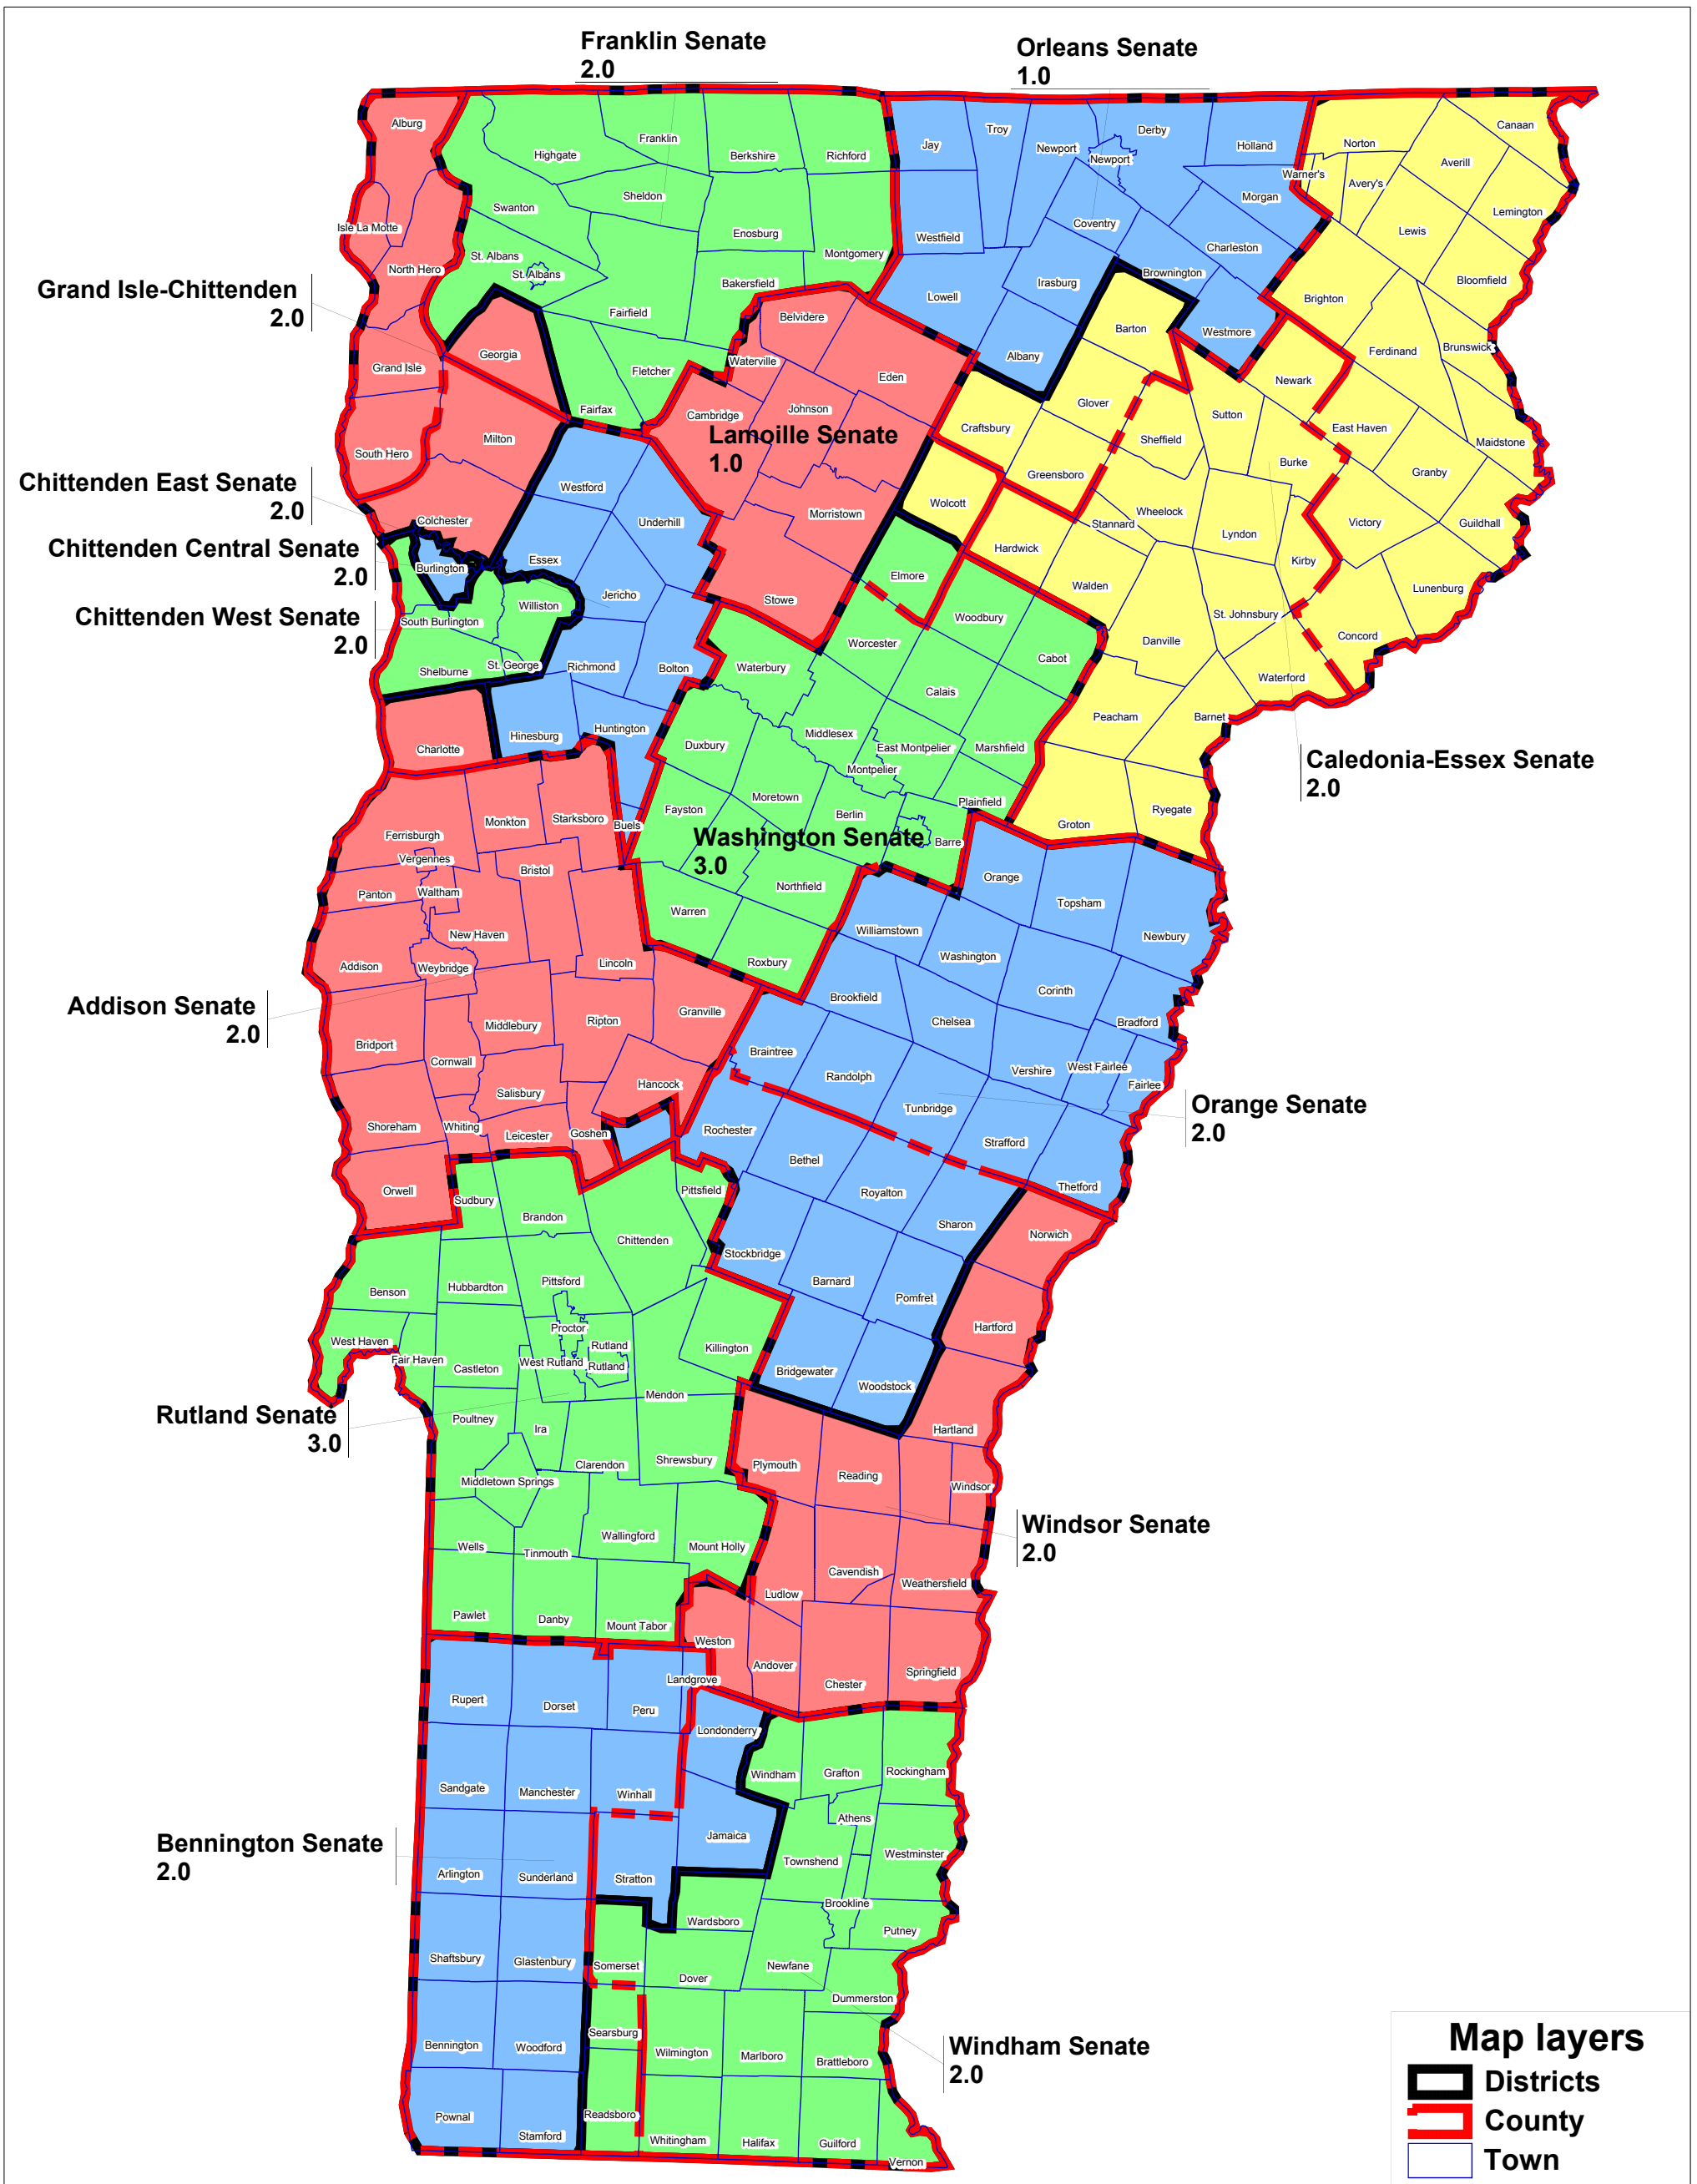 Franklin Senate
2.0
Orleans Senate
1.0
Alburg
Franklin
Highgate
Berkshire
Richford
Jay
Troy
Newport
Newport
Derby
Holland
Norton
Canaan
Averill
Warner's
Avery's
Morgan
Lemington
Sheldon
Swanton
Isle La Motte
Enosburg
Westfield
Coventry
Charleston
Lewis
St. Albans
St. Albans
North Hero
Montgomery
Bakersfield
Irasburg
Brownington
Bloomfield
Grand Isle-Chittenden
2.0
Lowell
Brighton
Fairfield
Belvidere
Barton
Westmore
Georgia
Waterville
Albany
Ferdinand
Brunswick
Grand Isle
Fletcher
Eden
Newark
Fairfax
Cambridge
Johnson
Glover
Sutton
Craftsbury
East Haven
Milton
Lamoille Senate
1.0
Sheffield
Maidstone
South Hero
Burke
Granby
Greensboro
Chittenden East Senate
2.0
Westford
Wolcott
Wheelock
Colchester
Underhill
Morristown
Stannard
Victory
Guildhall
Lyndon
Chittenden Central Senate
2.0
Burlington
Essex
Hardwick
Kirby
Elmore
Walden
Lunenburg
Jericho
Stowe
Williston
Chittenden West Senate
2.0
South Burlington
Woodbury
St. Johnsbury
Worcester
Danville
Concord
Shelburne
St. George
Richmond
Bolton
Waterbury
Cabot
Waterford
Calais
Peacham
Barnet
Charlotte
Hinesburg
Huntington
Duxbury
Middlesex
East Montpelier
Marshfield
Montpelier
Caledonia-Essex Senate
2.0
Moretown
Plainfield
Fayston
Berlin
Ryegate
Monkton
Starksboro
Buels
Groton
Ferrisburgh
Washington Senate
3.0
Barre
Vergennes
Bristol
Orange
Panton
Waltham
Northfield
Topsham
Warren
New Haven
Williamstown
Newbury
Washington
Addison
Weybridge
Lincoln
Roxbury
Corinth
Brookfield
Addison Senate
2.0
Granville
Middlebury
Ripton
Chelsea
Bradford
Bridport
Braintree
Cornwall
Randolph
Vershire
West Fairlee
Fairlee
Hancock
Salisbury
Orange Senate
2.0
Tunbridge
Shoreham
Whiting
Leicester
Goshen
Rochester
Strafford
Bethel
Orwell
Sudbury
Pittsfield
Royalton
Thetford
Brandon
Sharon
Norwich
Chittenden
Stockbridge
Benson
Hubbardton
Pittsford
Barnard
Pomfret
Proctor
Hartford
West Haven
Rutland
Killington
Fair Haven
Castleton
West Rutland
Rutland
Bridgewater
Woodstock
Mendon
Rutland Senate
3.0
Poultney
Ira
Hartland
Clarendon
Shrewsbury
Plymouth
Reading
Middletown Springs
Windsor
Windsor Senate
2.0
Wallingford
Wells
Tinmouth
Mount Holly
Cavendish
Weathersfield
Ludlow
Pawlet
Danby
Mount Tabor
Weston
Andover
Springfield
Landgrove
Chester
Rupert
Dorset
Peru
Londonderry
Windham
Grafton
Rockingham
Sandgate
Manchester
Winhall
Athens
Jamaica
Bennington Senate
2.0
Westminster
Townshend
Arlington
Sunderland
Stratton
Brookline
Wardsboro
Putney
Shaftsbury
Glastenbury
Somerset
Newfane
Dover
Dummerston
Searsburg
Windham Senate
2.0
Bennington
Woodford
Wilmington
Marlboro
Brattleboro
Pownal
Readsboro
Stamford
Whitingham
Halifax
Guilford
Vernon
Map layers
Districts
County
Town